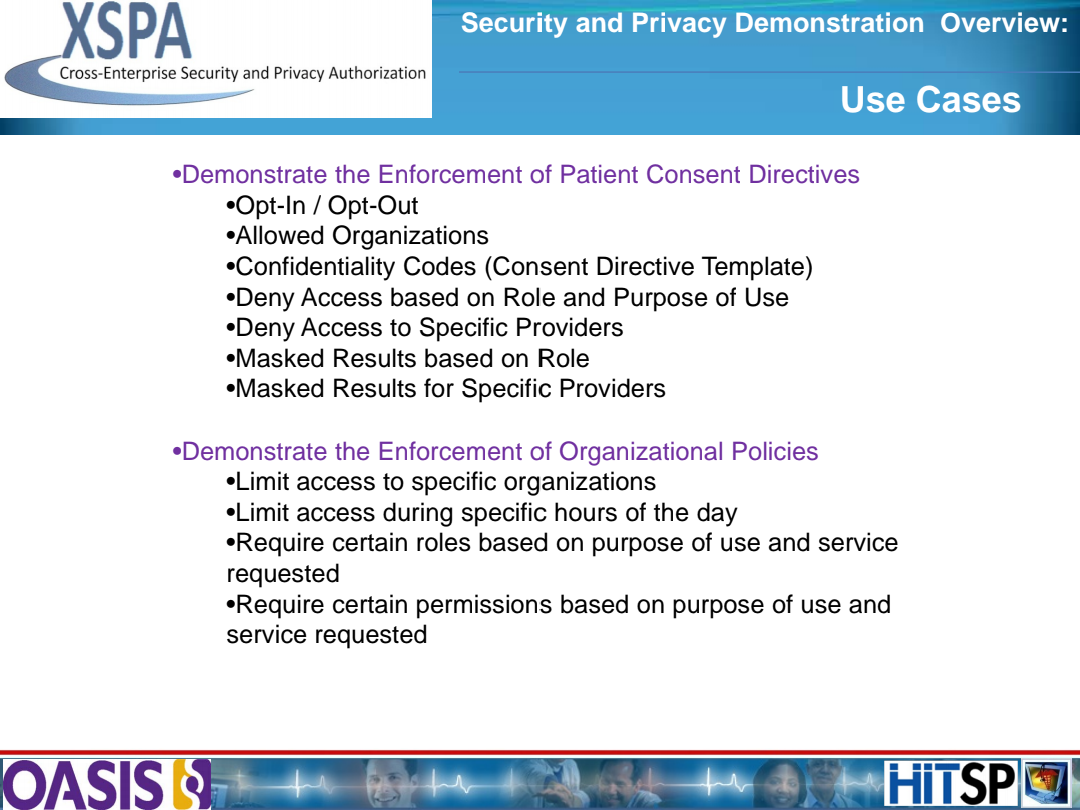 XSPA
Cross-Enterprise Security and Privacy Authorization
Security and Privacy Demonstration Overview:
Use Cases
•Demonstrate the Enforcement of Patient Consent Directives
•Opt-In / Opt-Out
•Allowed Organizations
•Confidentiality Codes (Consent Directive Template)
•Deny Access based on Role and Purpose of Use
•Deny Access to Specific Providers
•Masked Results based on Role
•Masked Results for Specific Providers
•Demonstrate the Enforcement of Organizational Policies
•Limit access to specific organizations
•Limit access during specific hours of the day
•Require certain roles based on purpose of use and service
requested
•Require certain permissions based on purpose of use and
service requested
OASIS
HITSP